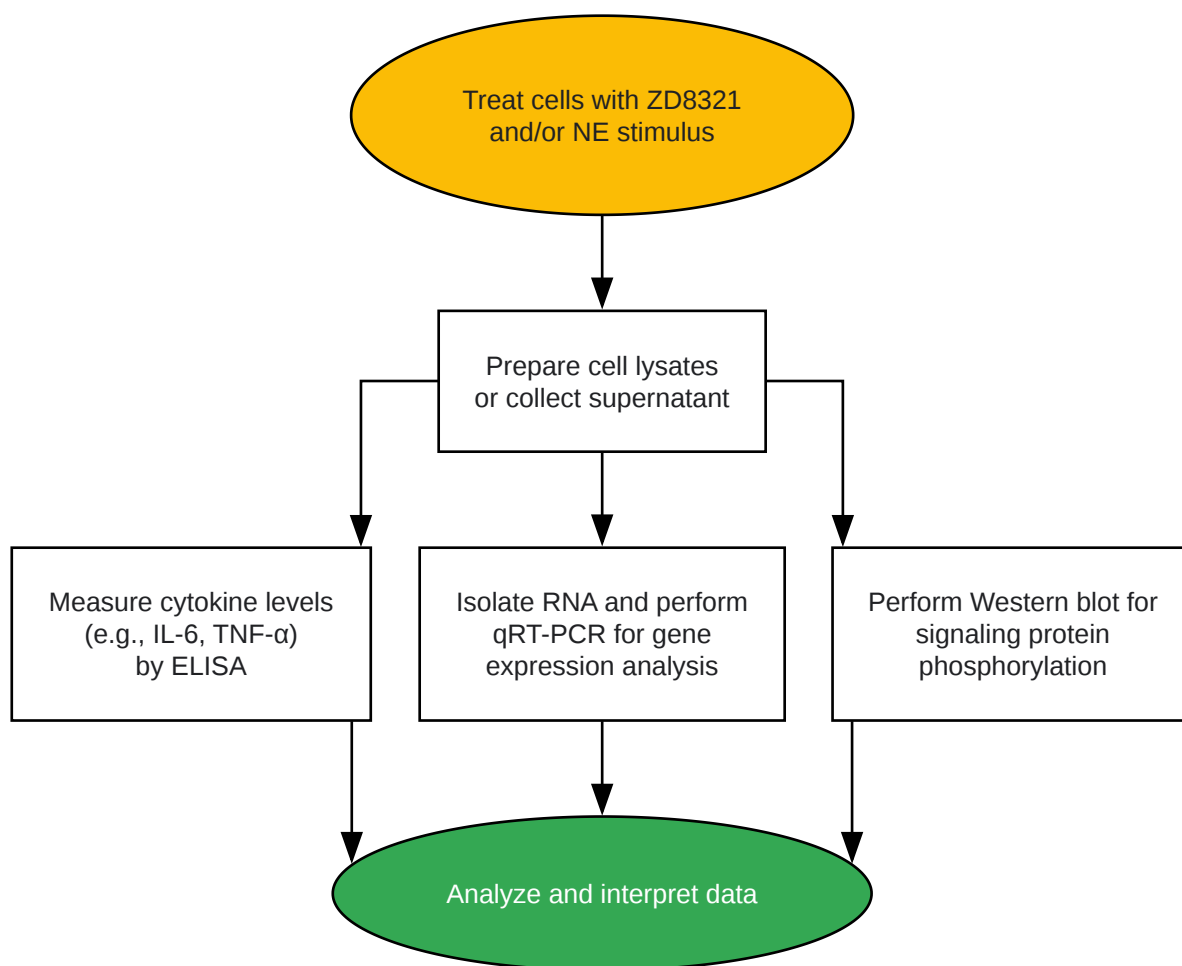 Treat cells with ZD8321
and/or NE stimulus
Prepare cell lysates
or collect supernatant
Measure cytokine levels
(e.g., IL-6, TNF-α)
by ELISA
Isolate RNA and perform
qRT-PCR for gene
expression analysis
Perform Western blot for
signaling protein
phosphorylation
Analyze and interpret data